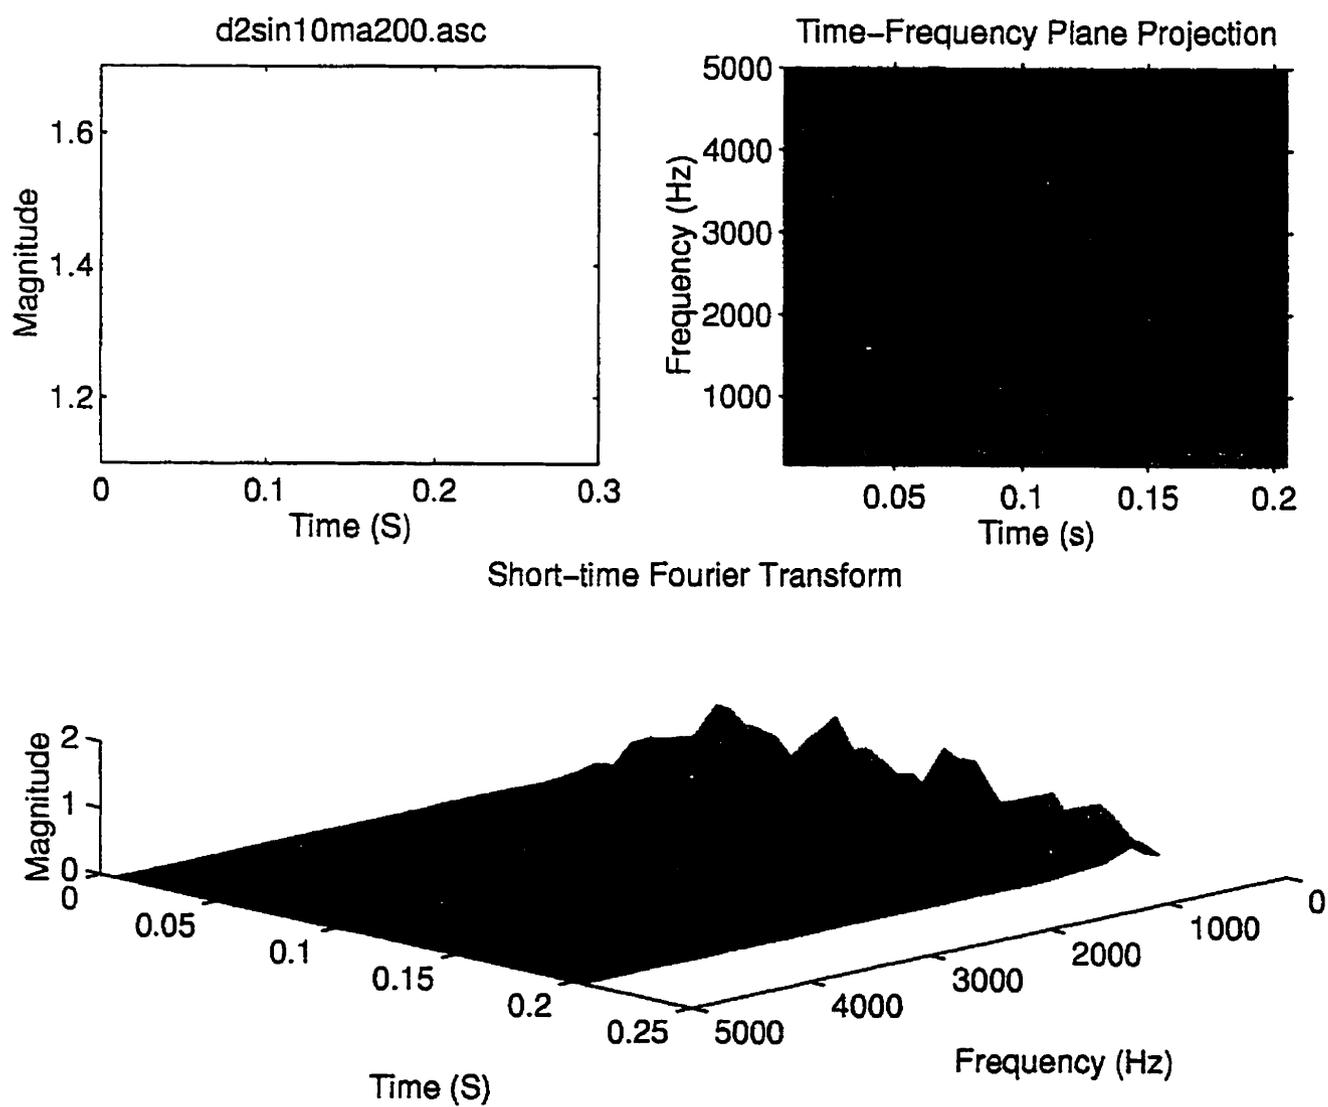 d2sin10ma200.asc
Magnitude
1.6
1.4
1.2
0 0.1 0.2 0.3
Time (S)
Time–Frequency Plane Projection
Frequency (Hz)
5000
4000
3000
2000
1000
0.05 0.1 0.15 0.2
Time (s)
Short–time Fourier Transform
Magnitude
2
1
0
0
0.05
0.1
0.15
0.2
0.25
Time (S)
5000
4000
3000
2000
1000
0
Frequency (Hz)